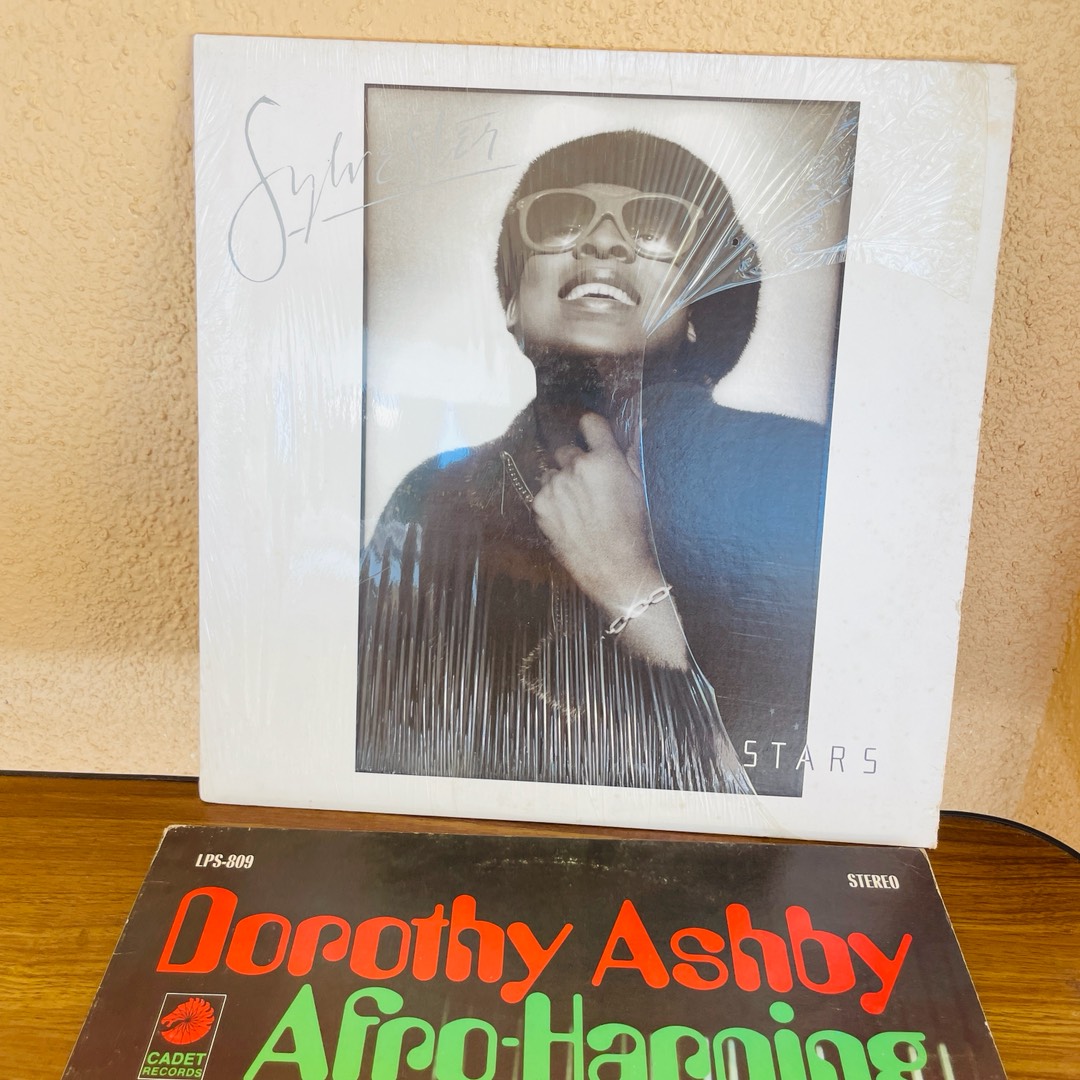 Sylvester
STARS
LPS-809
STEREO
Dorothy Ashby
Afro-Harping
CADET
RECORDS